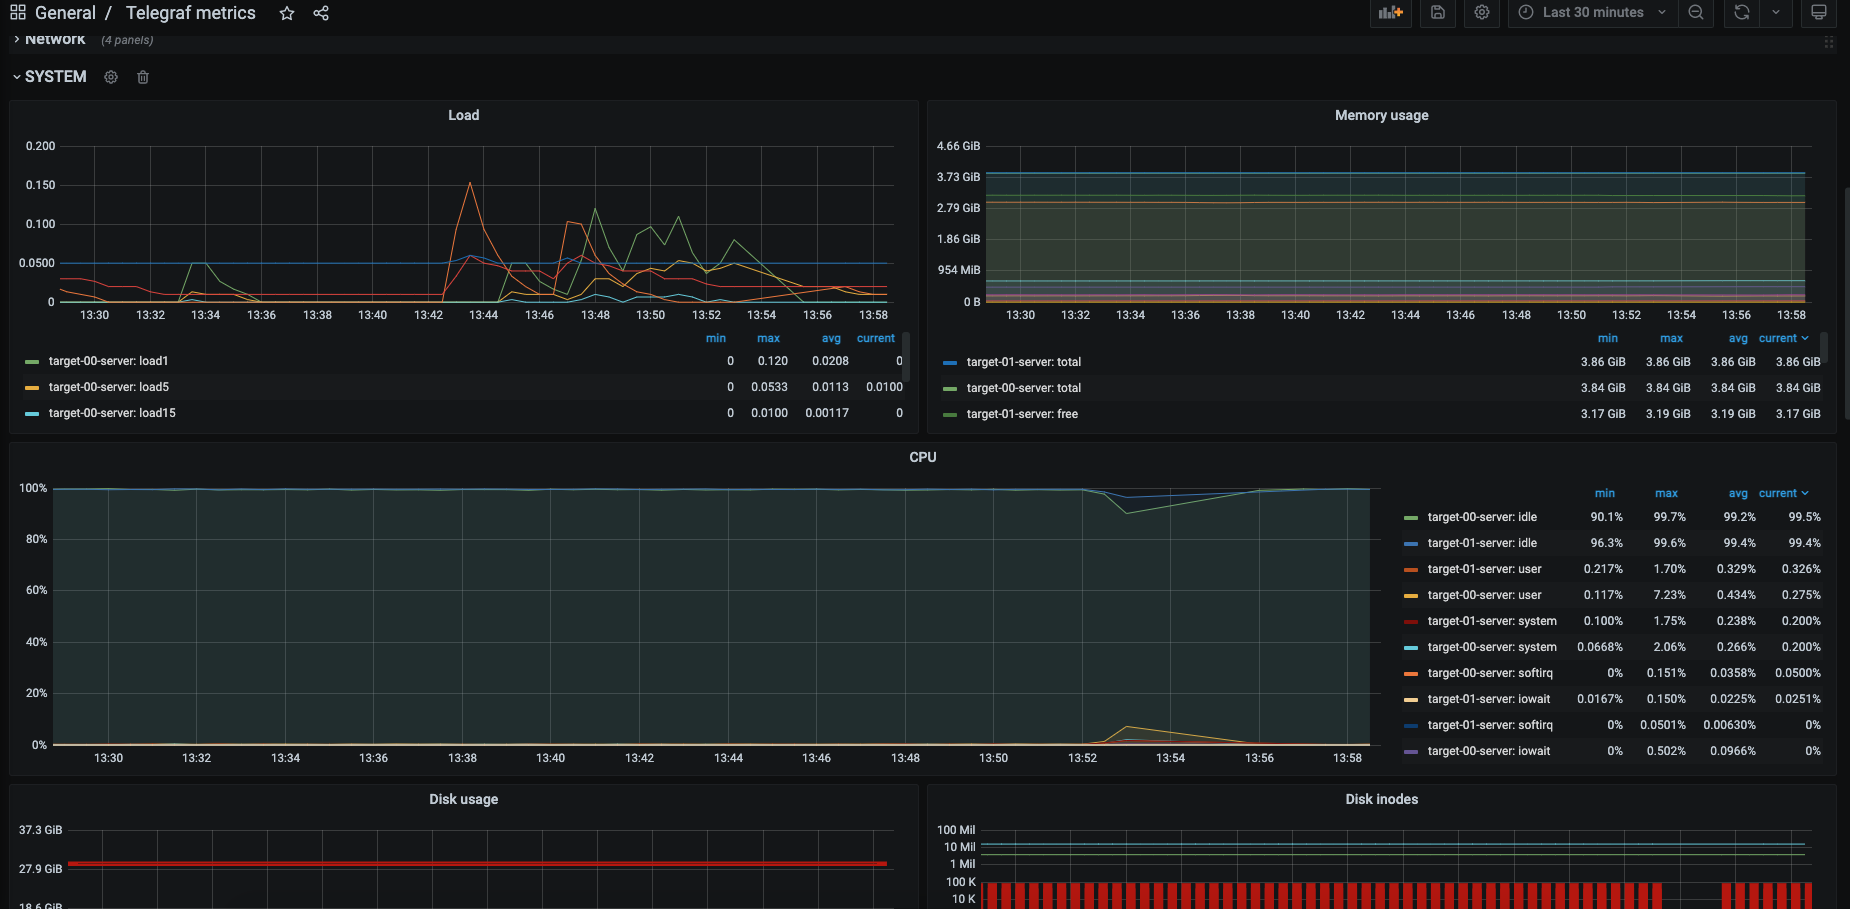 General / Telegraf metrics
Last 30 minutes
Network (4 panels)
SYSTEM
Load
0.200
0.150
0.100
0.0500
0
13:30 13:32 13:34 13:36 13:38 13:40 13:42 13:44 13:46 13:48 13:50 13:52 13:54 13:56 13:58
min max avg current
target-00-server: load1 0 0.120 0.0208 0
target-00-server: load5 0 0.0533 0.0113 0.0100
target-00-server: load15 0 0.0100 0.00117 0
Memory usage
4.66 GiB
3.73 GiB
2.79 GiB
1.86 GiB
954 MiB
0 B
13:30 13:32 13:34 13:36 13:38 13:40 13:42 13:44 13:46 13:48 13:50 13:52 13:54 13:56 13:58
min max avg current
target-01-server: total 3.86 GiB 3.86 GiB 3.86 GiB 3.86 GiB
target-00-server: total 3.84 GiB 3.84 GiB 3.84 GiB 3.84 GiB
target-01-server: free 3.17 GiB 3.19 GiB 3.19 GiB 3.17 GiB
CPU
100%
80%
60%
40%
20%
0%
13:30 13:32 13:34 13:36 13:38 13:40 13:42 13:44 13:46 13:48 13:50 13:52 13:54 13:56 13:58
min max avg current
target-00-server: idle 90.1% 99.7% 99.2% 99.5%
target-01-server: idle 96.3% 99.6% 99.4% 99.4%
target-01-server: user 0.217% 1.70% 0.329% 0.326%
target-00-server: user 0.117% 7.23% 0.434% 0.275%
target-01-server: system 0.100% 1.75% 0.238% 0.200%
target-00-server: system 0.0668% 2.06% 0.266% 0.200%
target-00-server: softirq 0% 0.151% 0.0358% 0.0500%
target-01-server: iowait 0.0167% 0.150% 0.0225% 0.0251%
target-01-server: softirq 0% 0.0501% 0.00630% 0%
target-00-server: iowait 0% 0.502% 0.0966% 0%
Disk usage
37.3 GiB
27.9 GiB
18.6 GiB
Disk inodes
100 Mil
10 Mil
1 Mil
100 K
10 K